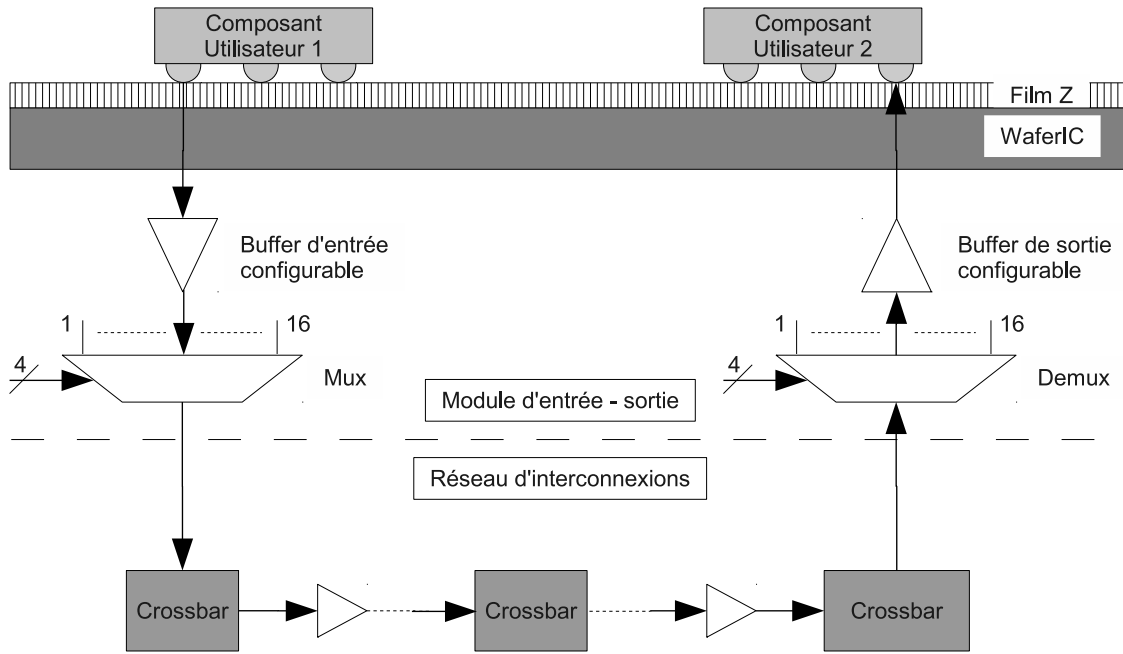 Composant
Utilisateur 1
Composant
Utilisateur 2
Film Z
WaferIC
Buffer d'entrée
configurable
Buffer de sortie
configurable
1
16
4
Mux
1
16
4
Demux
Module d'entrée - sortie
Réseau d'interconnexions
Crossbar
Crossbar
Crossbar